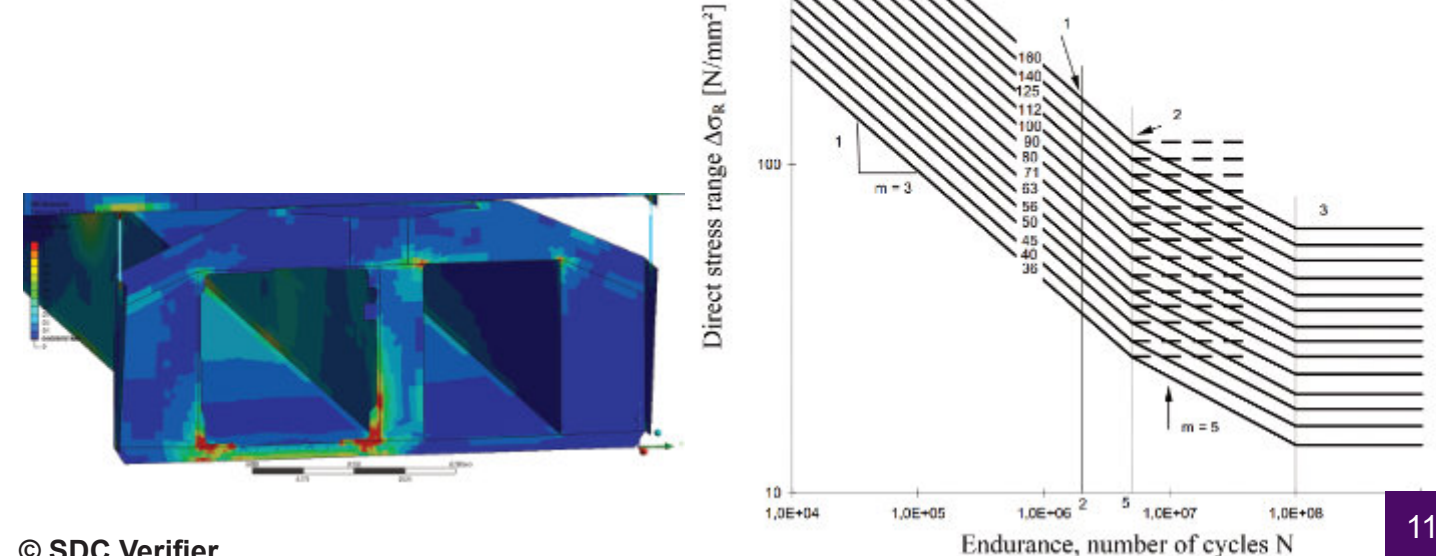 Direct stress range ΔσR [N/mm²]
1
160
140
125
112
100
90
80
71
63
56
50
45
40
36
2
1
100
m = 3
3
m = 5
10
1,0E+04
1,0E+05
1,0E+06
2
5
1,0E+07
1,0E+08
Endurance, number of cycles N
© SDC Verifier
11